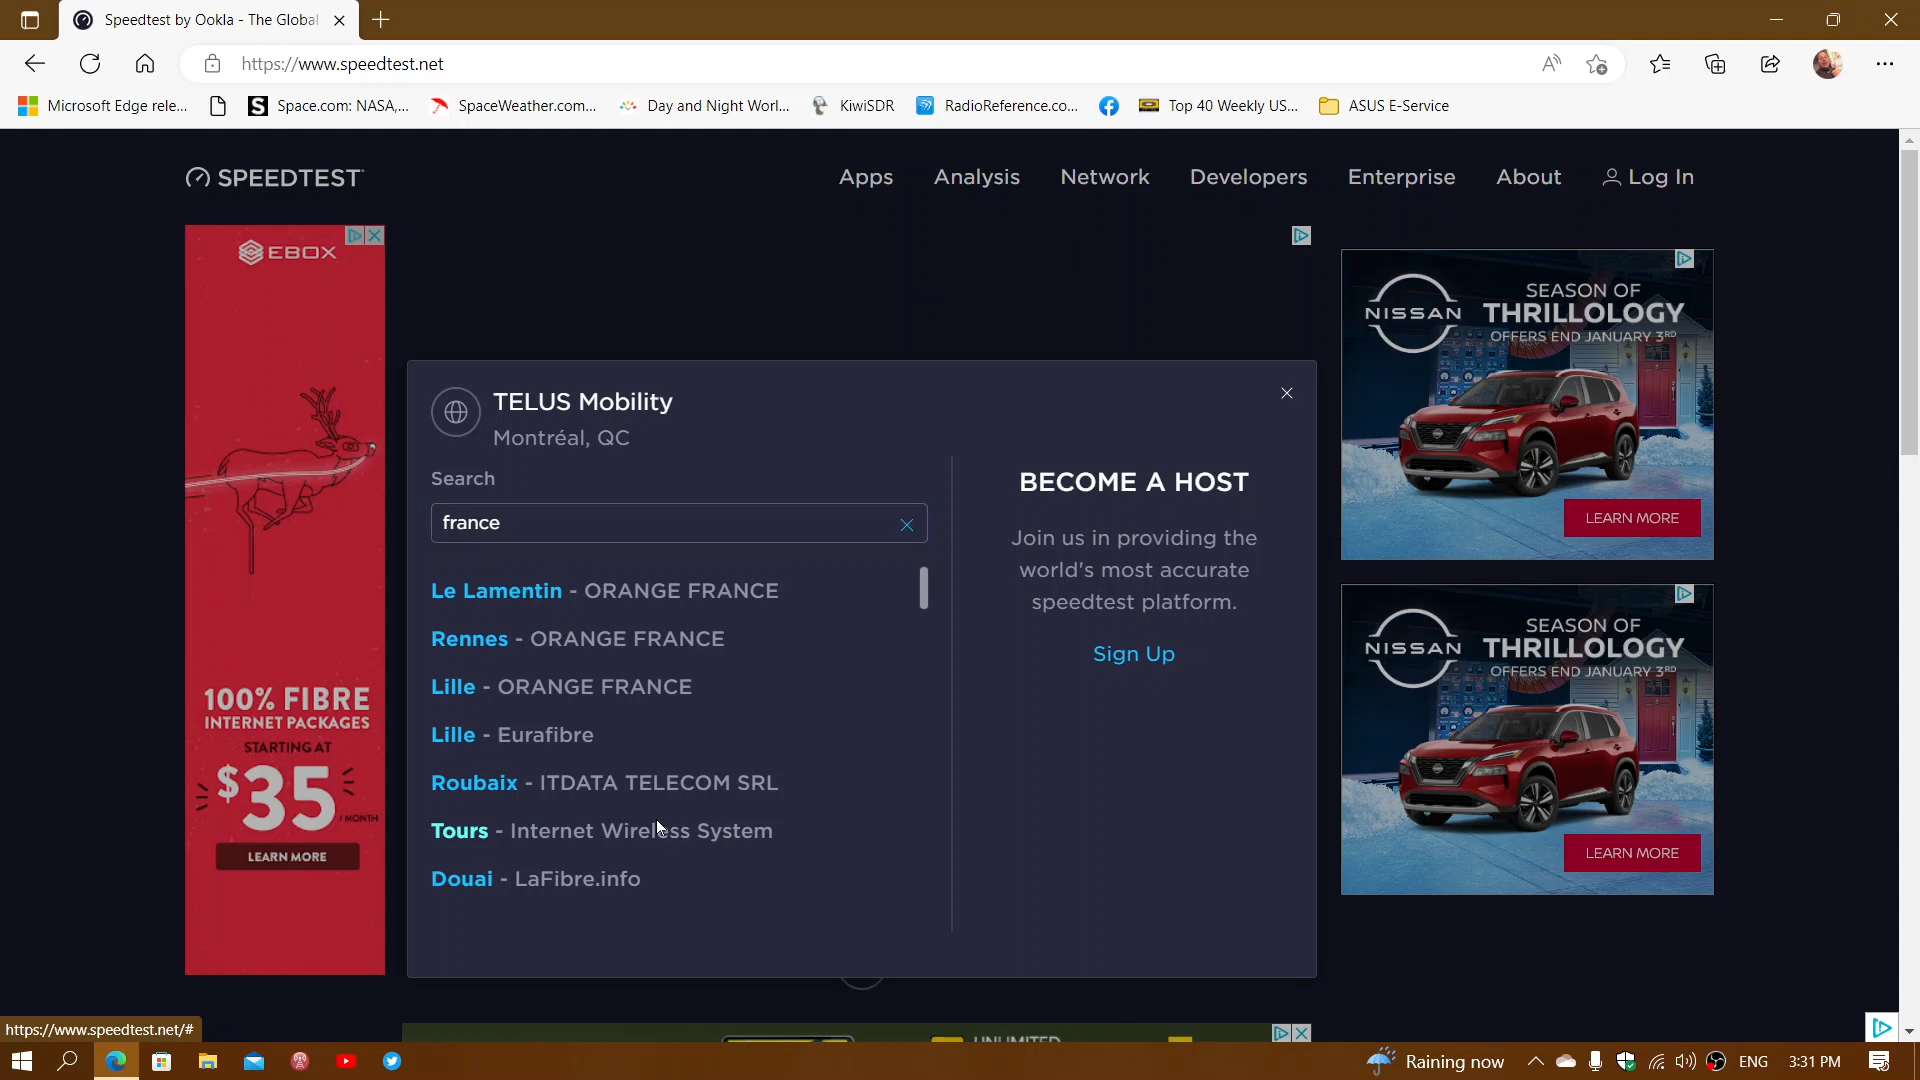 Speedtest by Ookla - The Global
https://www.speedtest.net
Microsoft Edge rele...
Space.com: NASA,...
SpaceWeather.com...
Day and Night Worl...
KiwiSDR
RadioReference.co...
Top 40 Weekly US...
ASUS E-Service
SPEEDTEST
Apps
Analysis
Network
Developers
Enterprise
About
Log In
EBOX
100% FIBRE
INTERNET PACKAGES
STARTING AT
$35
/ MONTH
LEARN MORE
TELUS Mobility
Montréal, QC
Search
france
Le Lamentin - ORANGE FRANCE
Rennes - ORANGE FRANCE
Lille - ORANGE FRANCE
Lille - Eurafibre
Roubaix - ITDATA TELECOM SRL
Tours - Internet Wireless System
Douai - LaFibre.info
BECOME A HOST
Join us in providing the
world's most accurate
speedtest platform.
Sign Up
NISSAN
SEASON OF
THRILLOLOGY
OFFERS END JANUARY 3RD
LEARN MORE
NISSAN
SEASON OF
THRILLOLOGY
OFFERS END JANUARY 3RD
LEARN MORE
UNLIMITED
https://www.speedtest.net/#
Raining now
ENG
3:31 PM